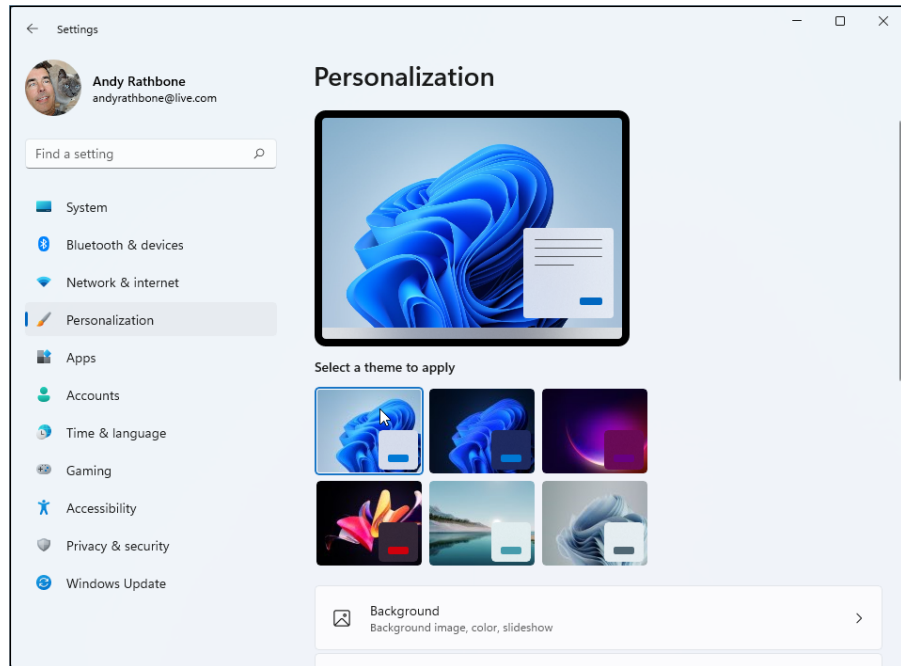 Settings
Andy Rathbone
andyrathbone@live.com
Find a setting
System
Bluetooth & devices
Network & internet
Personalization
Apps
Accounts
Time & language
Gaming
Accessibility
Privacy & security
Windows Update
Personalization
Select a theme to apply
Background
Background image, color, slideshow